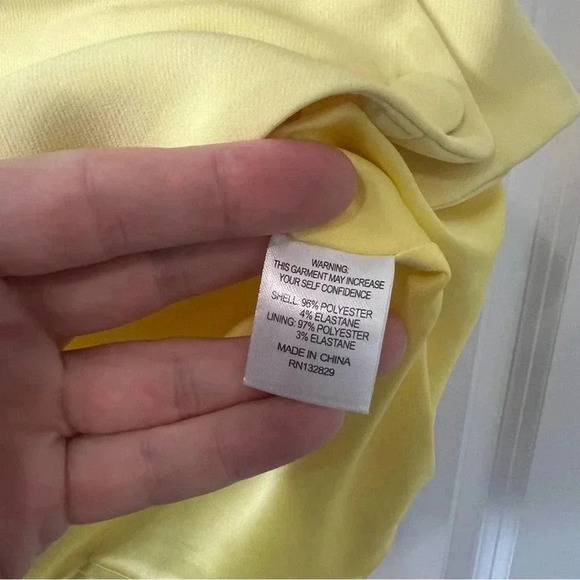 WARNING:
THIS GARMENT MAY INCREASE
YOUR SELF CONFIDENCE
SHELL: 96% POLYESTER
4% ELASTANE
LINING: 97% POLYESTER
3% ELASTANE
MADE IN CHINA
RN132829